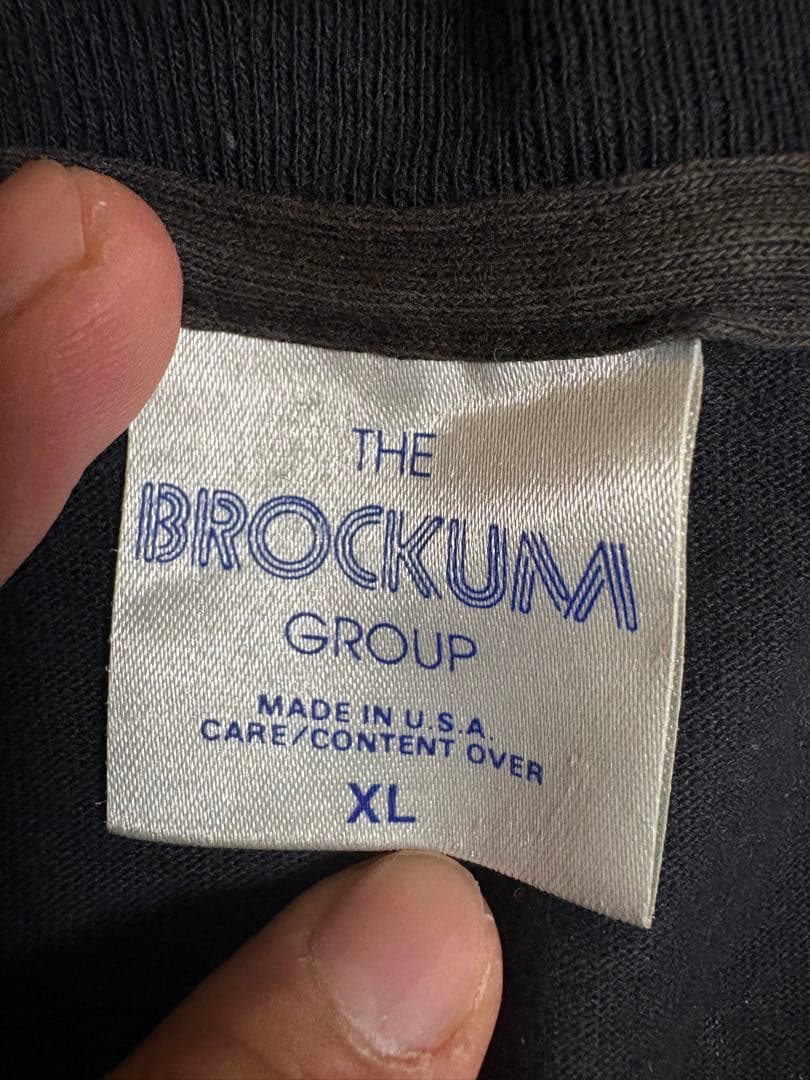 THE
BROCKUM
GROUP
MADE IN U.S.A.
CARE/CONTENT OVER
XL